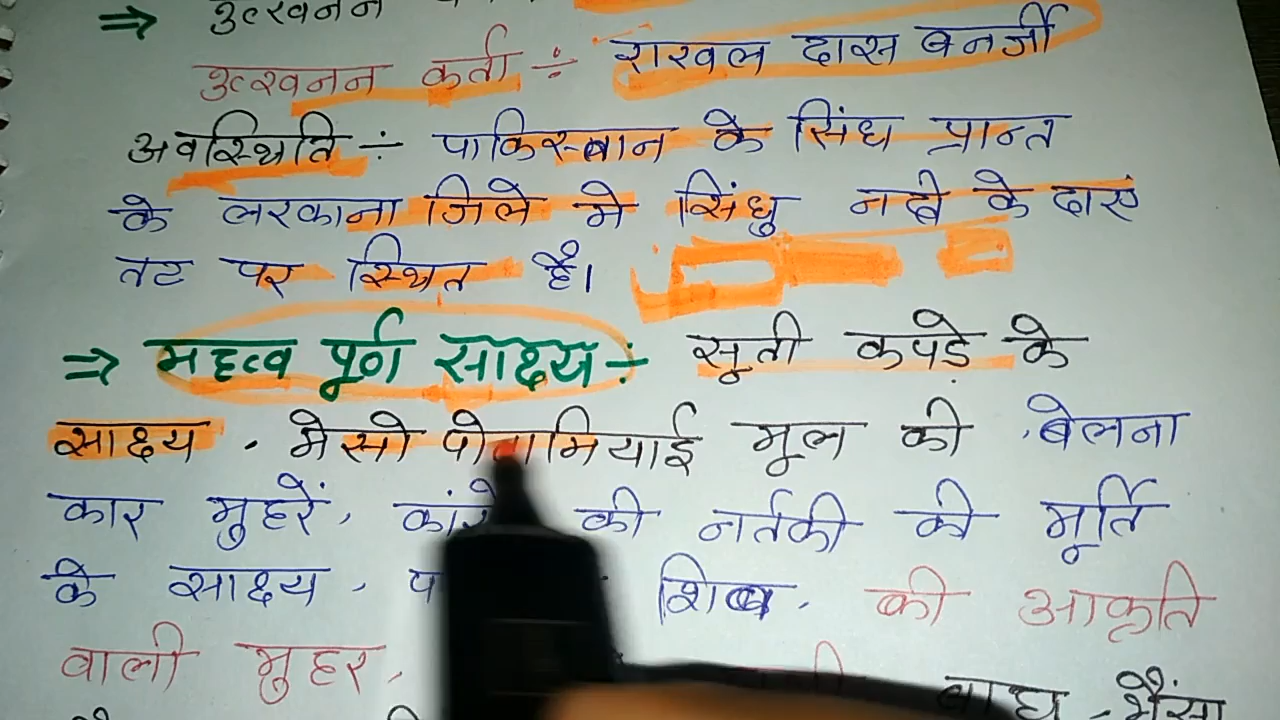 ⇒ उत्खनन
उत्खनन कर्ता ÷ राखल दास बनर्जी
अवस्थिति ÷ पाकिस्तान के सिंध प्रान्त
के लरकाना जिले मे सिंधु नदी के दाएं
तट पर स्थित है।
⇒ महत्व पूर्ण साक्ष्य ÷ सूती कपड़े के
साक्ष्य . मेसो पोटामियाई मूल की बेलना
कार मुहरें, की नर्तकी की मूर्ति
के साक्ष्य , शिव . की आकृति
वाली मुहर, बाघ , भैंसा